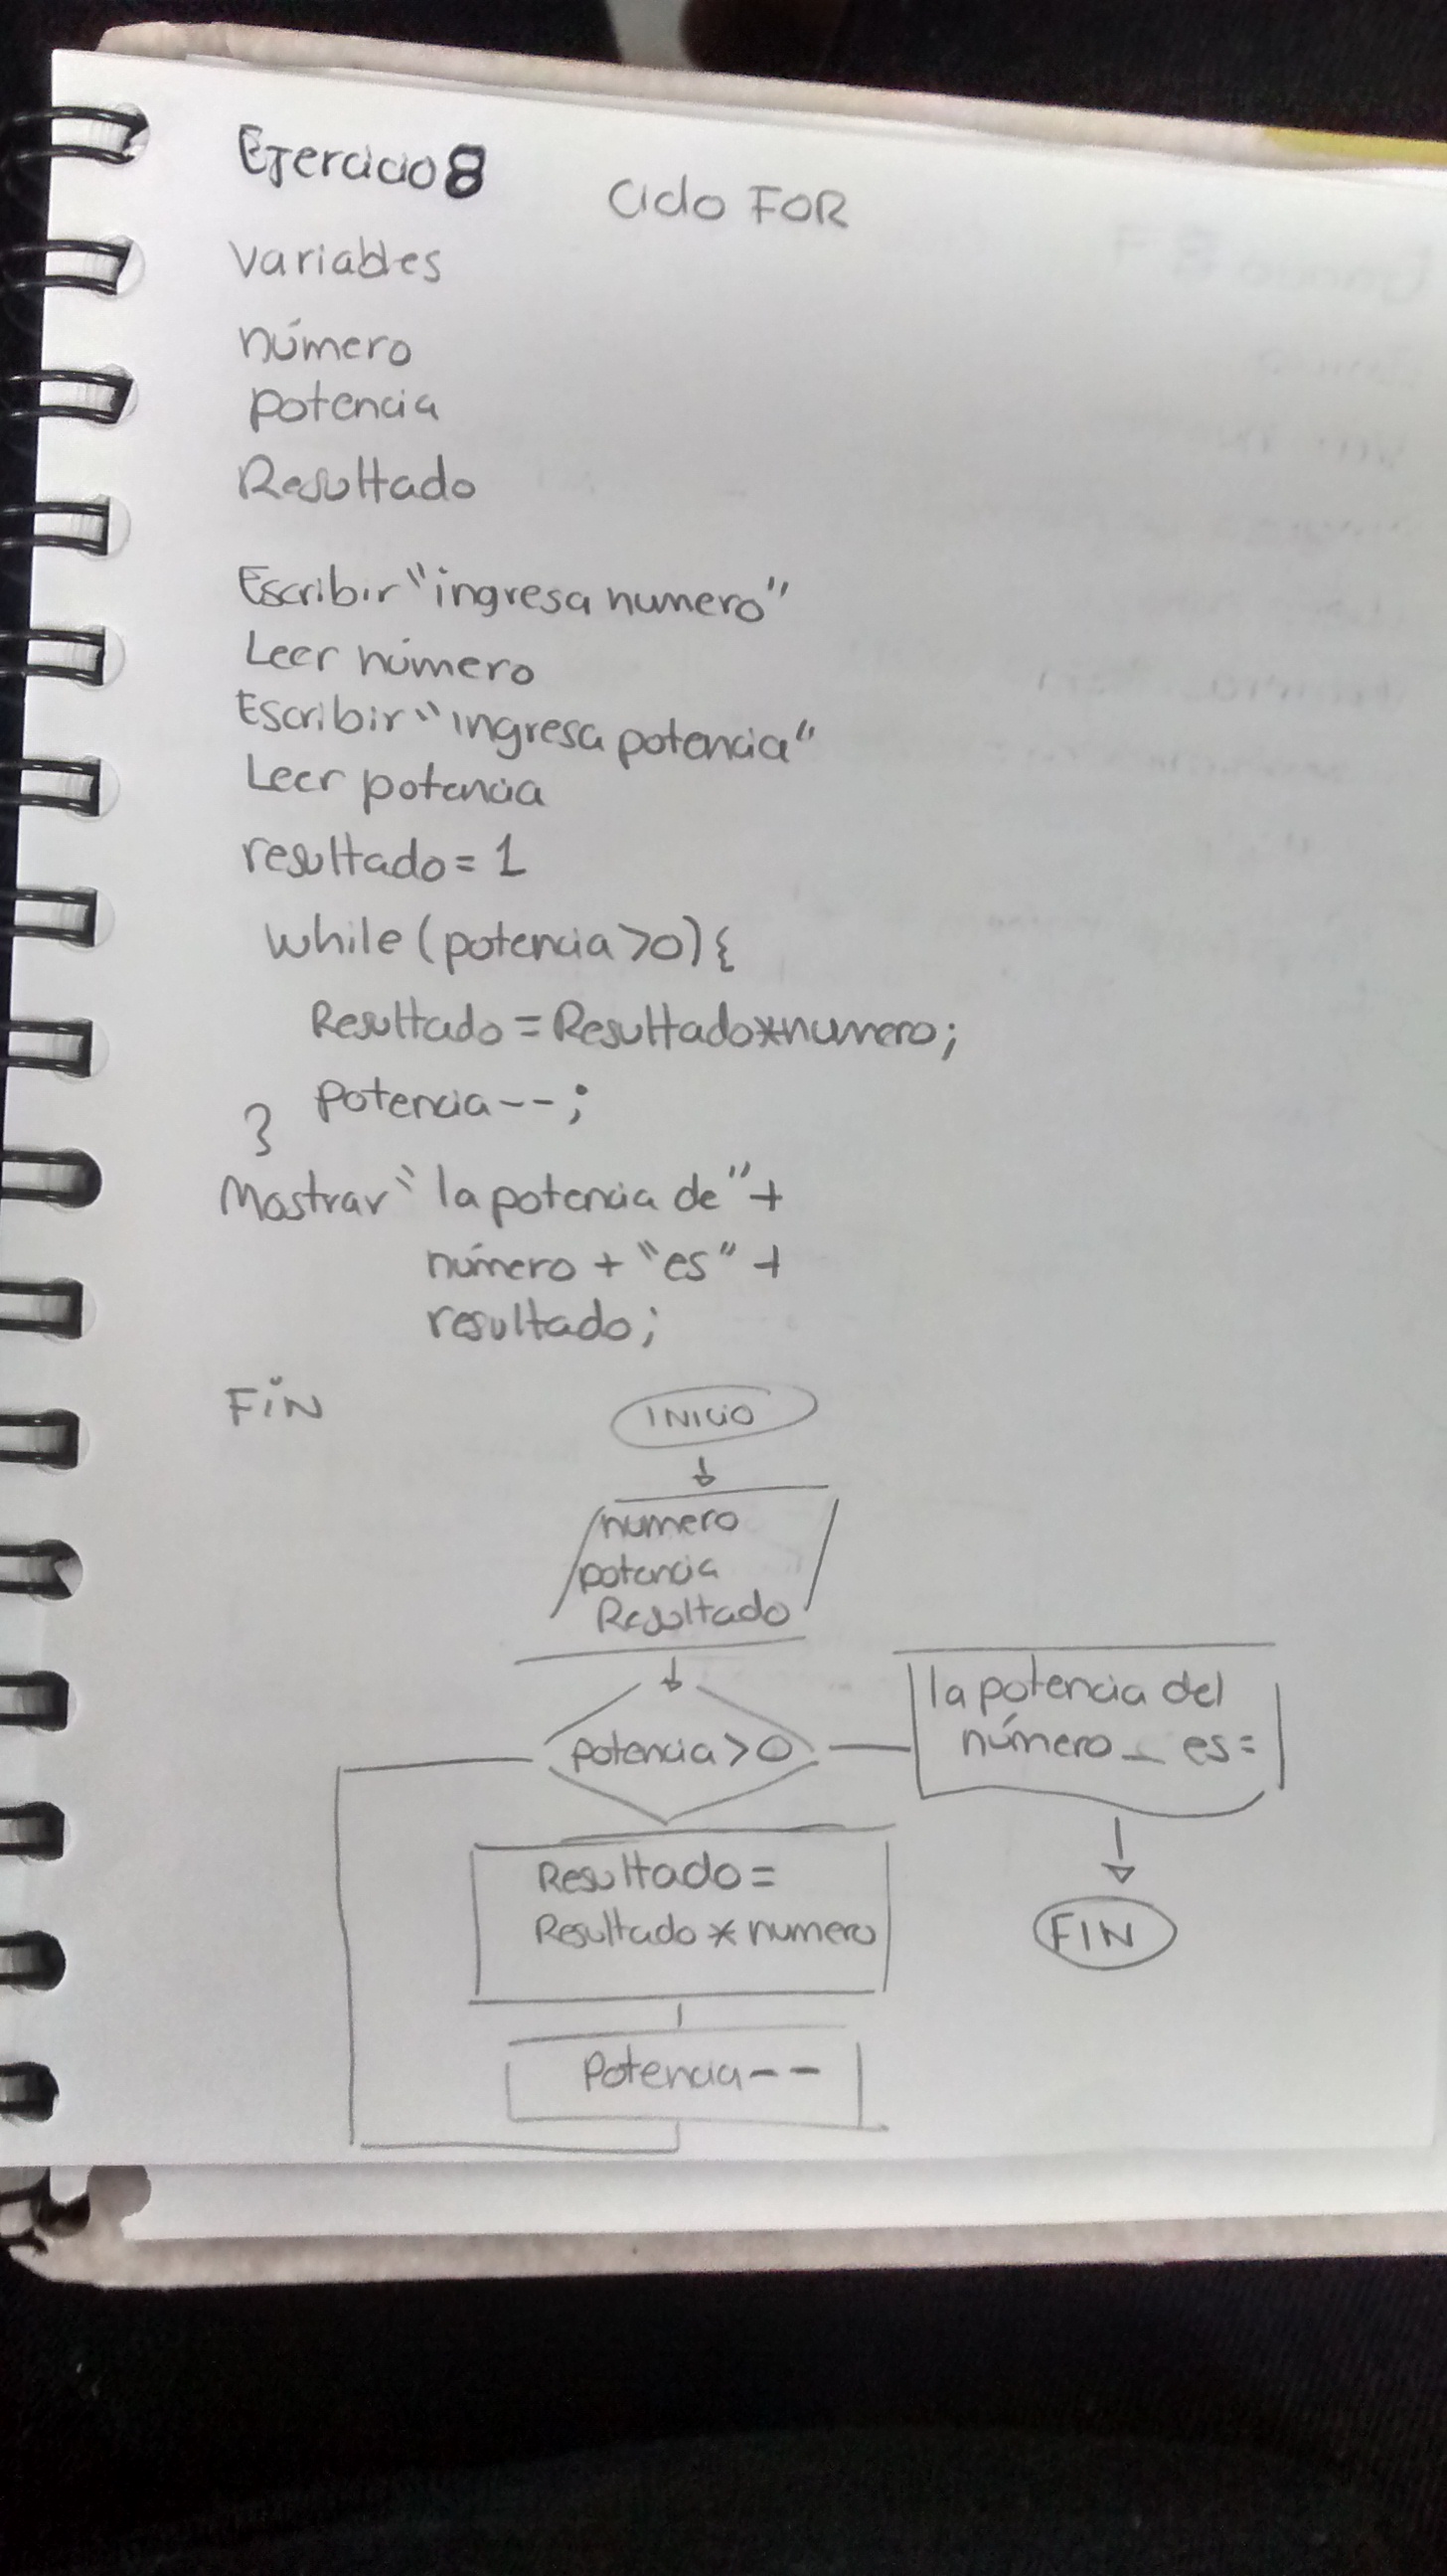 Ejercicio 8
Ciclo FOR
Variables
número
potencia
Resultado
Escribir "ingresa numero"
Leer número
Escribir "ingresa potencia"
Leer potencia
resultado = 1
while (potencia>0){
Resultado = Resultado*numero;
Potencia--;
}
Mostrar "la potencia de" +
número + "es" +
resultado;
FiN
INICIO
numero
potencia
Resultado
potencia > 0
la potencia del
número _ es =
Resultado =
Resultado * numero
FIN
Potencia--